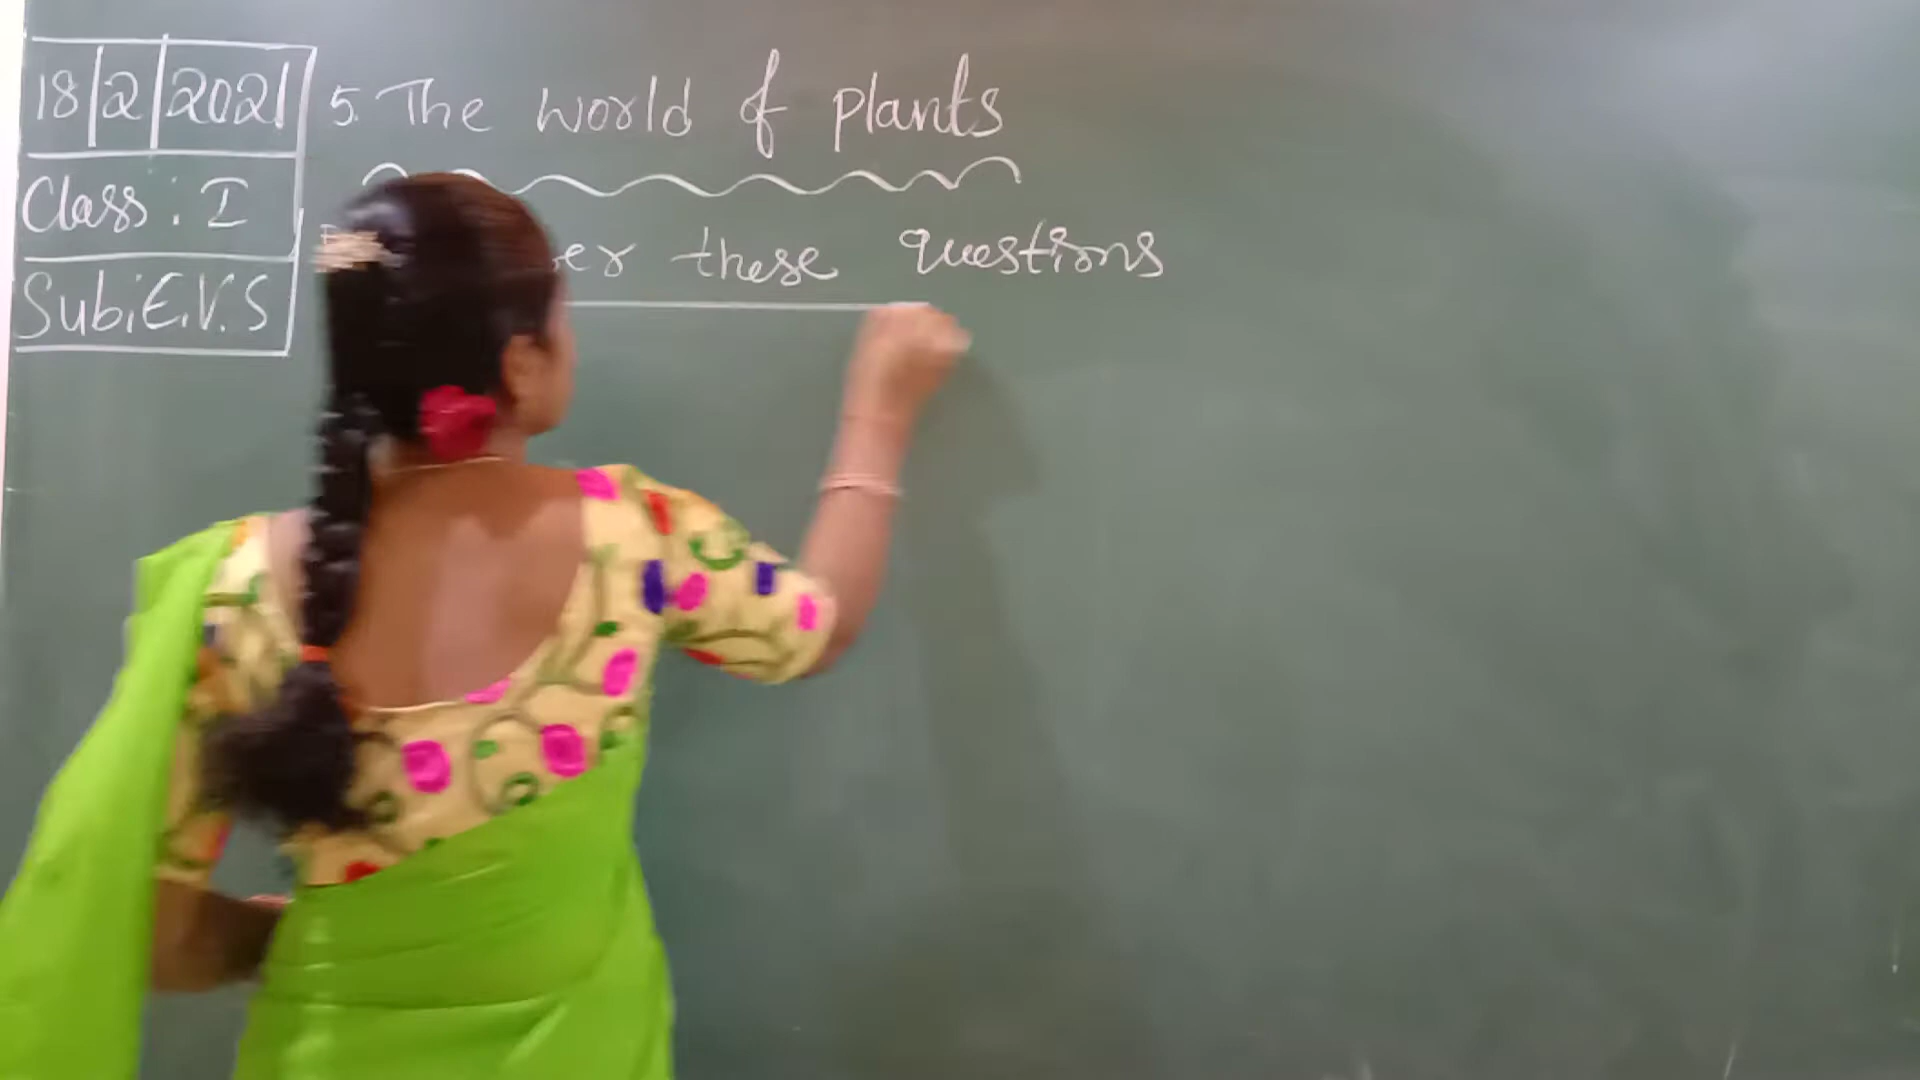 18/2/2021
Class: I
Sub: E.V.S
5. The world of plants
these questions